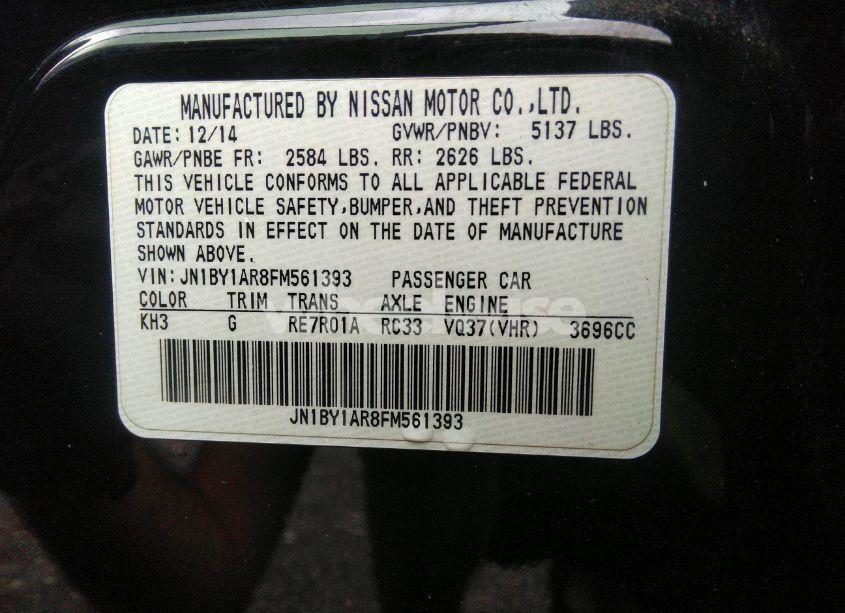 MANUFACTURED BY NISSAN MOTOR CO.,LTD.
DATE: 12/14 GVWR/PNBV: 5137 LBS.
GAWR/PNBE FR: 2584 LBS. RR: 2626 LBS.
THIS VEHICLE CONFORMS TO ALL APPLICABLE FEDERAL
MOTOR VEHICLE SAFETY,BUMPER,AND THEFT PREVENTION
STANDARDS IN EFFECT ON THE DATE OF MANUFACTURE
SHOWN ABOVE.
VIN:JN1BY1AR8FM561393 PASSENGER CAR
COLOR TRIM TRANS AXLE ENGINE
KH3 G RE7R01A RC33 VQ37(VHR) 3696CC
JN1BY1AR8FM561393